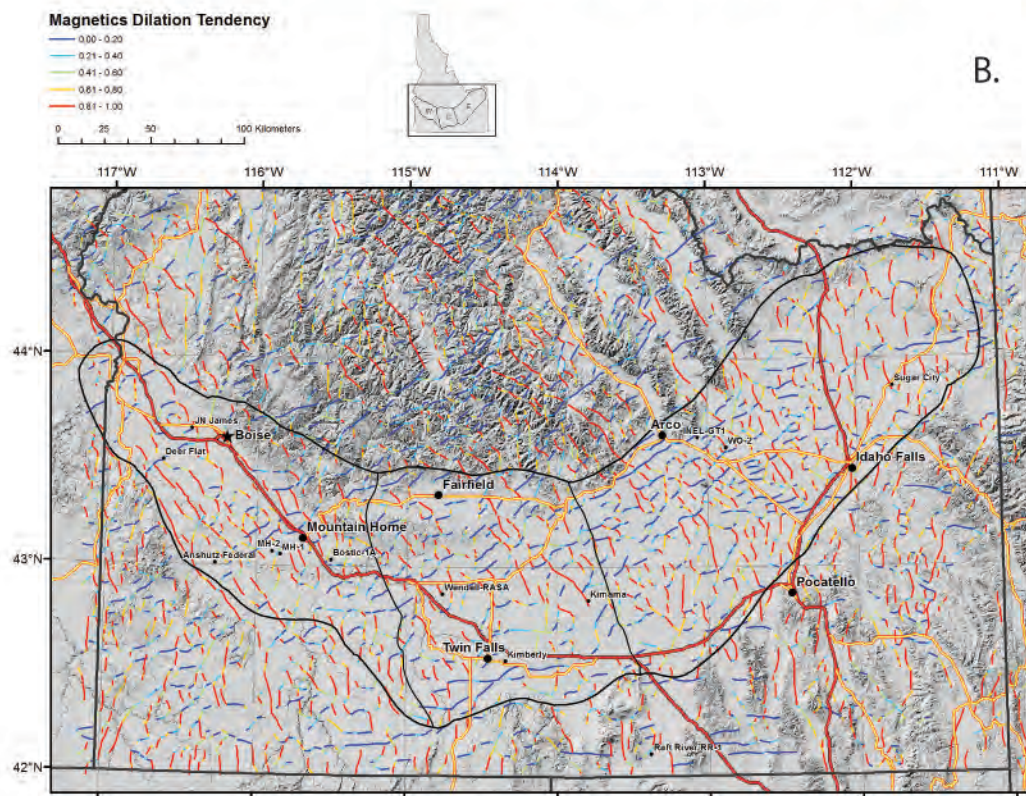 Magnetics Dilation Tendency
0.00 - 0.20
0.21 - 0.40
0.41 - 0.60
0.61 - 0.80
0.81 - 1.00
0 25 50 100 Kilometers
B.
117°W 116°W 115°W 114°W 113°W 112°W 111°W
44°N
Sugar City
JN James
Boise
Arco
NEL-GT1
WO-2
Deer Flat
Idaho Falls
Fairfield
Mountain Home
43°N
MH-2
MH-1
Bostic-1A
Anshutz Federal
Wendell-RASA
Kimama
Pocatello
Twin Falls
Kimberly
Raft River RR-1
42°N